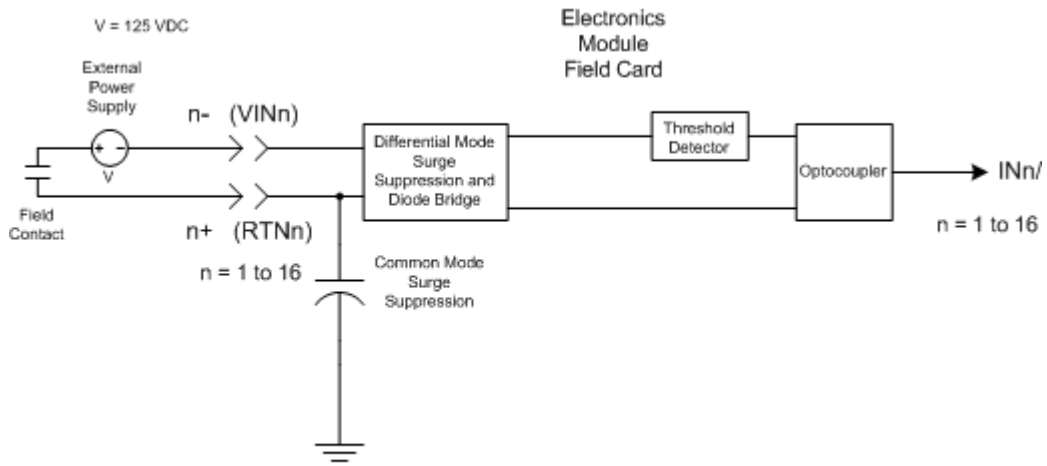 V = 125 VDC
Electronics
Module
Field Card
External
Power
Supply
n- (VINn)
+ -
V
Field
Contact
n+ (RTNn)
n = 1 to 16
Differential Mode
Surge
Suppression and
Diode Bridge
Common Mode
Surge
Suppression
Threshold
Detector
Optocoupler
INn/
n = 1 to 16